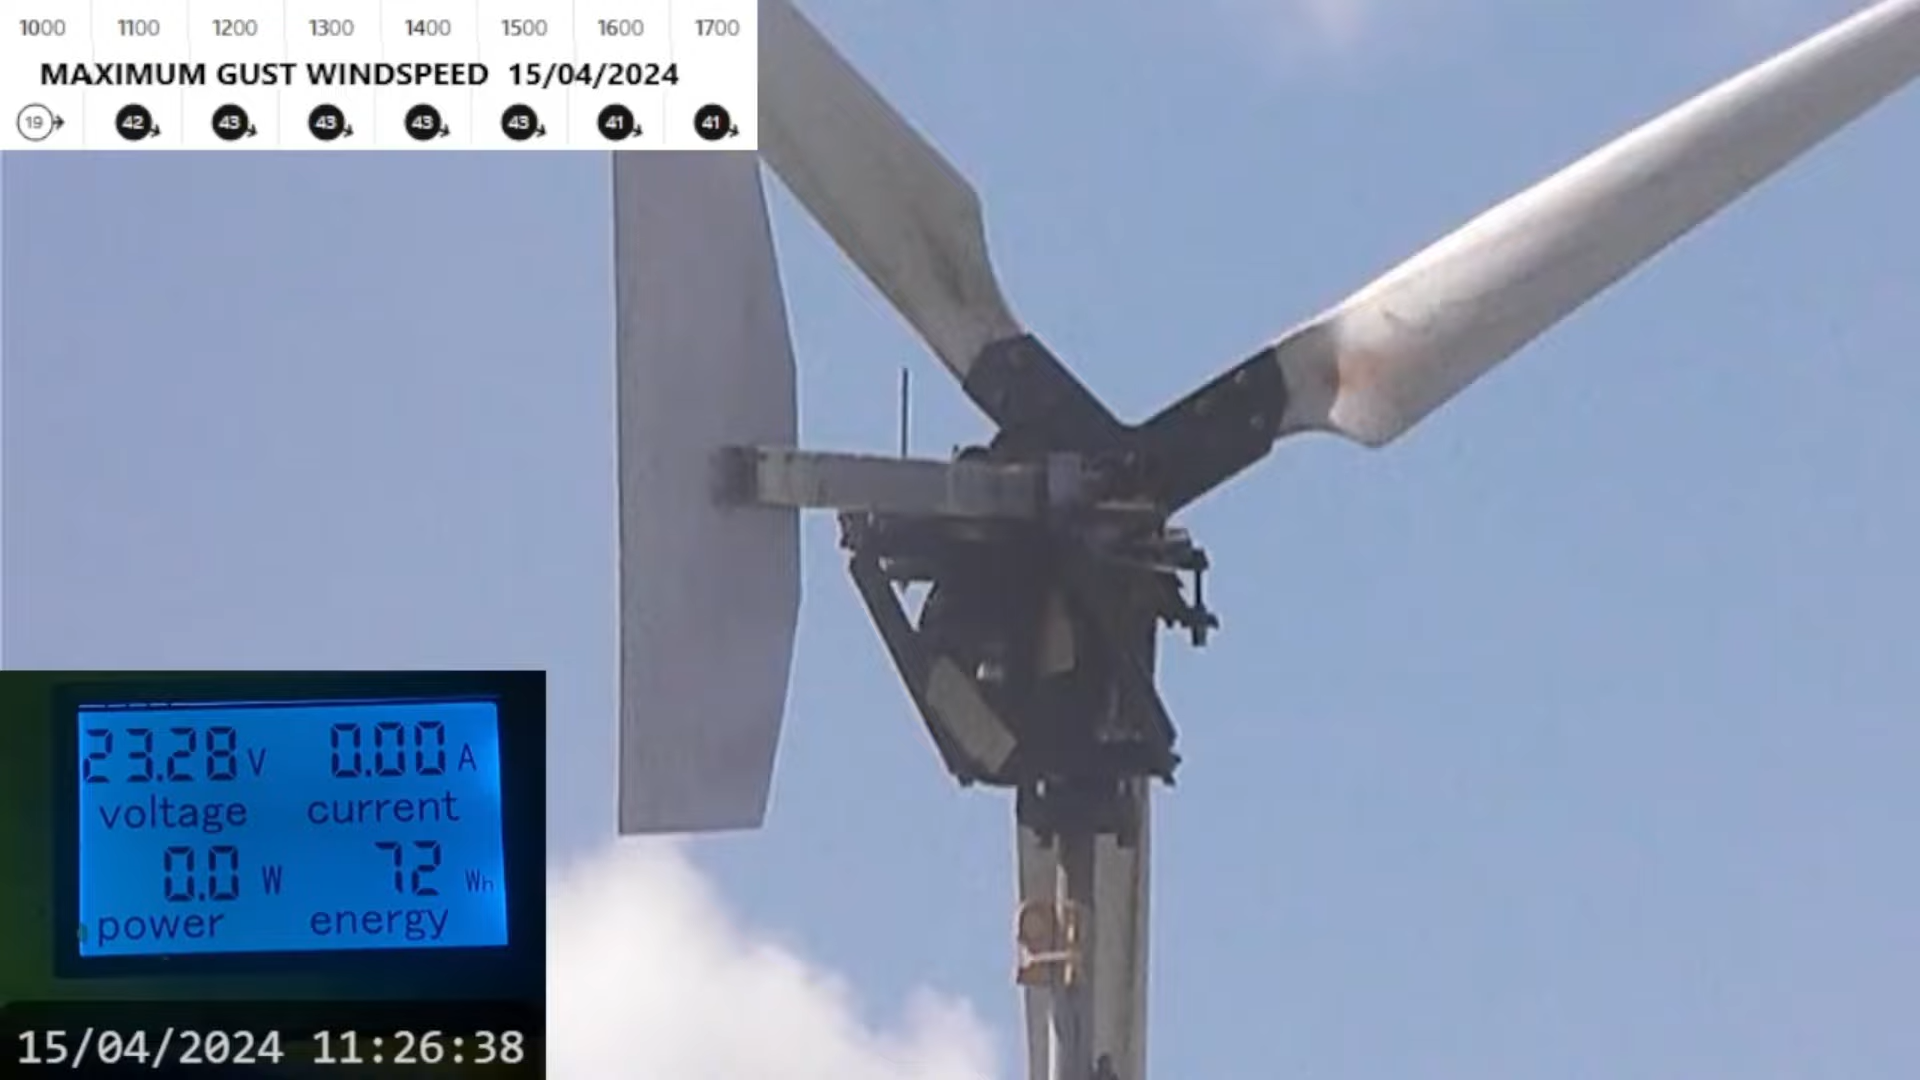 1000 1100 1200 1300 1400 1500 1600 1700
MAXIMUM GUST WINDSPEED 15/04/2024
19 42 43 43 43 43 41 41
23.28 V 0.00 A
voltage current
0.0 W 72 Wh
power energy
15/04/2024 11:26:38